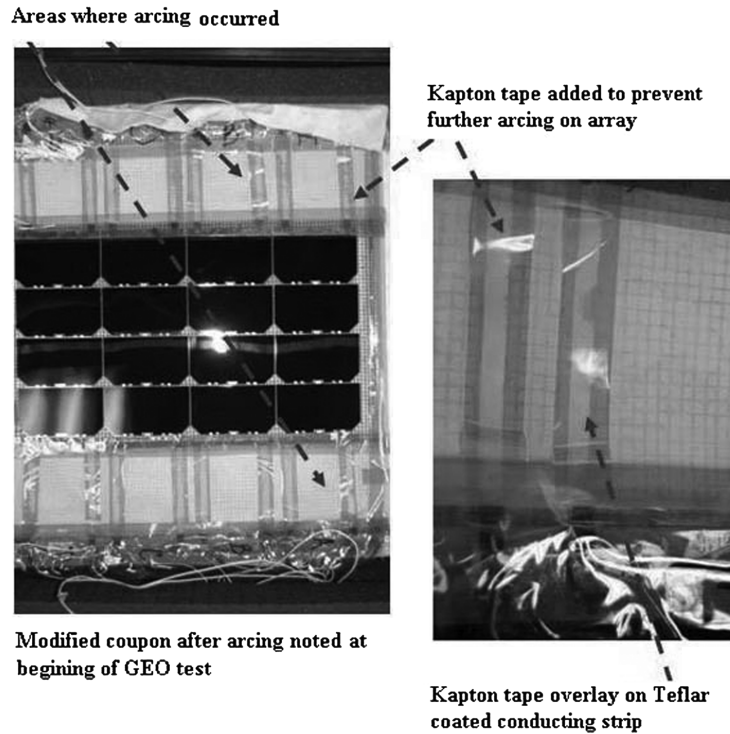 Areas where arcing occurred
Kapton tape added to prevent
further arcing on array
Modified coupon after arcing noted at
begining of GEO test
Kapton tape overlay on Teflar
coated conducting strip